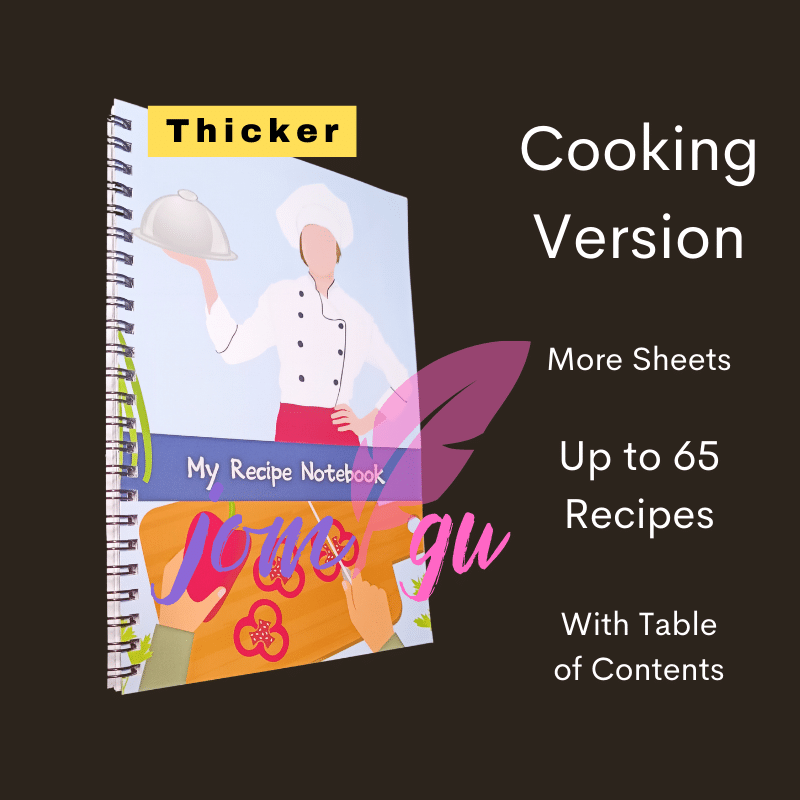 Thicker
Cooking
Version
More Sheets
My Recipe Notebook
Up to 65
Recipes
With Table
of Contents